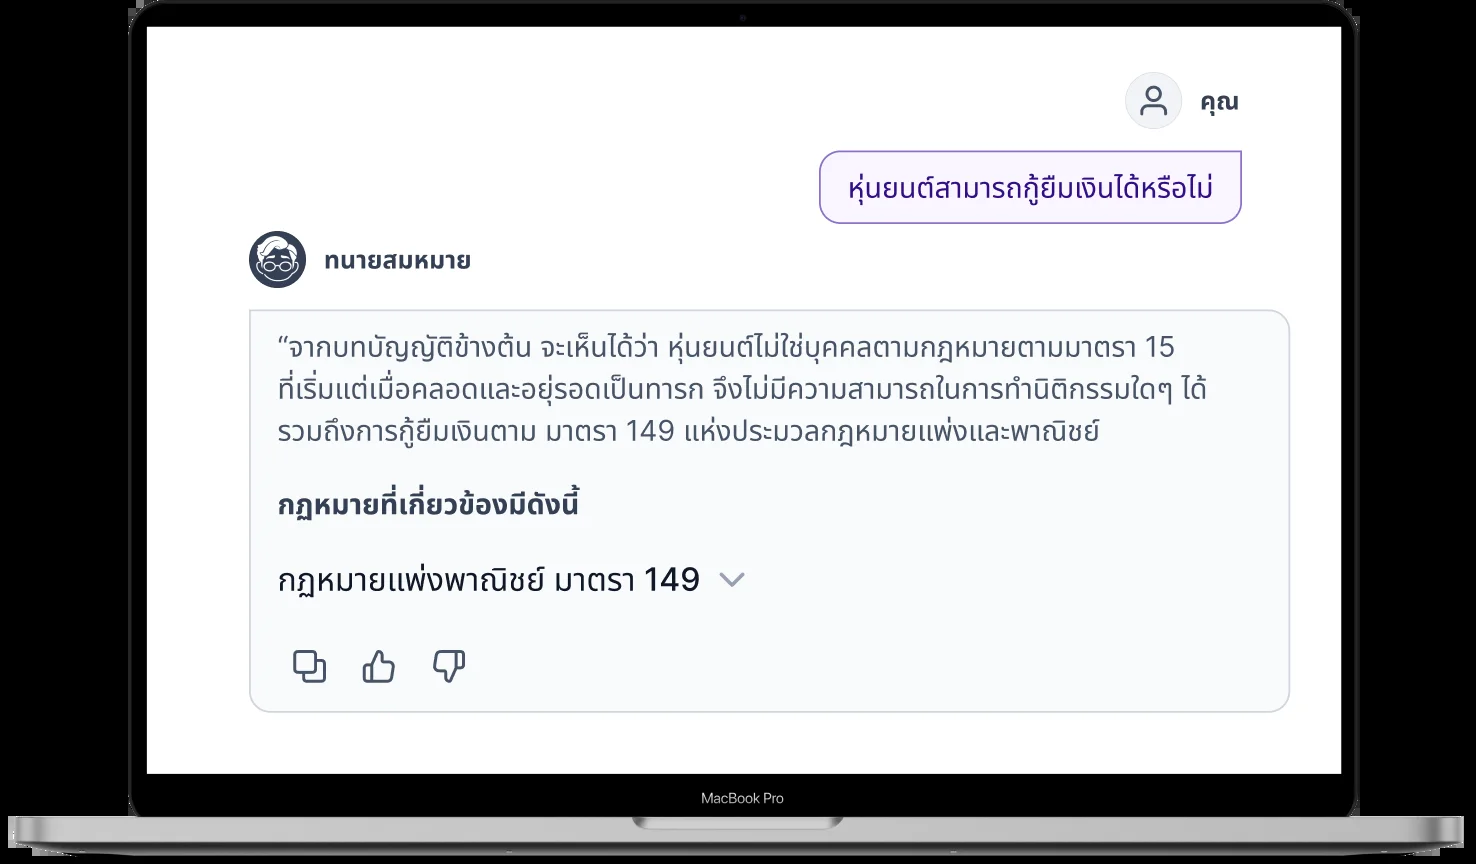 คุณ
หุ่นยนต์สามารถกู้ยืมเงินได้หรือไม่
ทนายสมหมาย
“จากบทบัญญัติข้างต้น จะเห็นได้ว่า หุ่นยนต์ไม่ใช่บุคคลตามกฎหมายตามมาตรา 15
ที่เริ่มแต่เมื่อคลอดและอยู่รอดเป็นทารก จึงไม่มีความสามารถในการทำนิติกรรมใดๆ ได้
รวมถึงการกู้ยืมเงินตาม มาตรา 149 แห่งประมวลกฎหมายแพ่งและพาณิชย์
กฏหมายที่เกี่ยวข้องมีดังนี้
กฏหมายแพ่งพาณิชย์ มาตรา 149
MacBook Pro